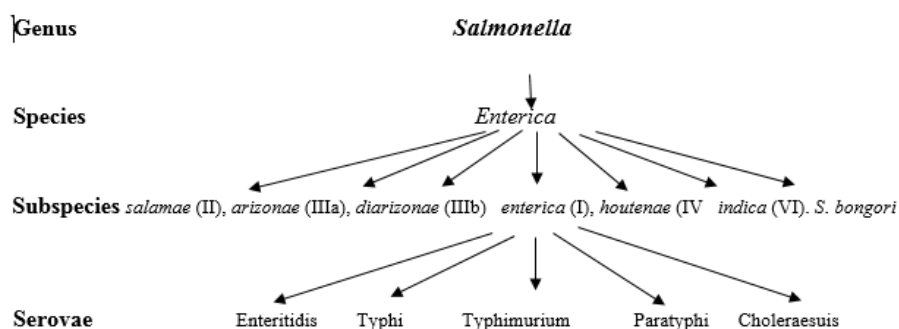 Genus Salmonella
Species Enterica
Subspecies salamae (II), arizonae (IIIa), diarizonae (IIIb) enterica (I), houtenae (IV indica (VI). S. bongori
Serovae Enteritidis Typhi Typhimurium Paratyphi Choleraesuis